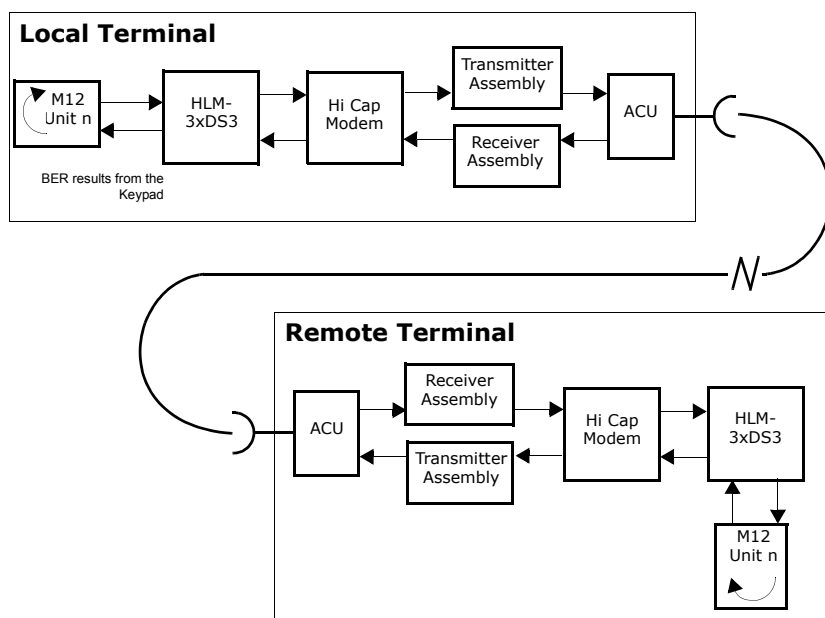 Local Terminal
M12
Unit n
HLM-
3xDS3
Hi Cap
Modem
Transmitter
Assembly
Receiver
Assembly
ACU
BER results from the
Keypad
Remote Terminal
ACU
Receiver
Assembly
Transmitter
Assembly
Hi Cap
Modem
HLM-
3xDS3
M12
Unit n